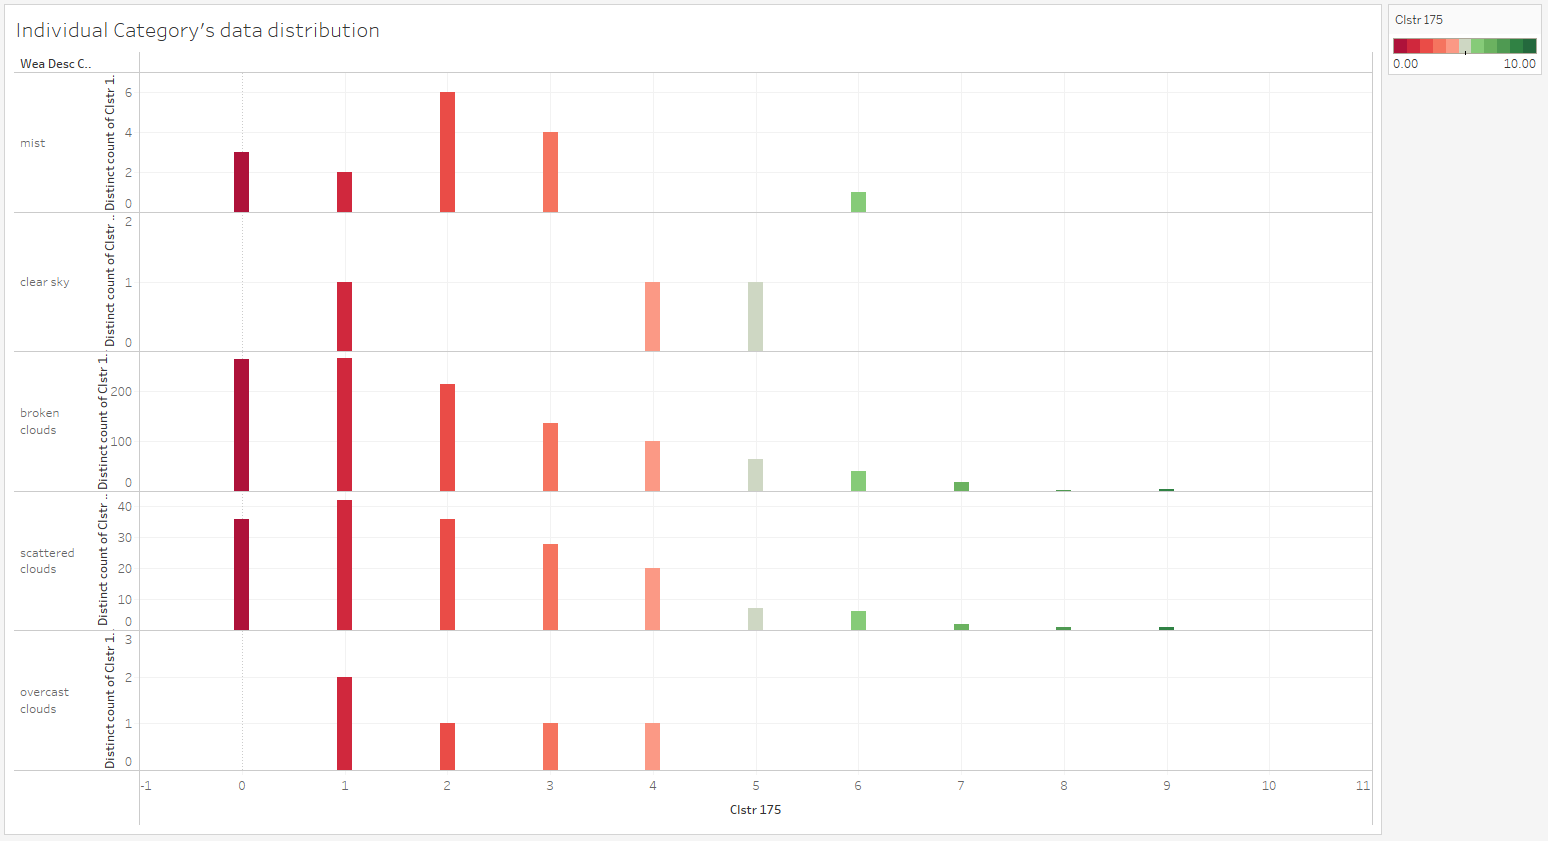 Individual Category's data distribution
Wea Desc C..
mist
Distinct count of Clstr 1..
6
4
2
0
clear sky
Distinct count of Clstr ..
2
1
0
broken
clouds
Distinct count of Clstr 1..
200
100
0
scattered
clouds
Distinct count of Clstr ..
40
30
20
10
0
overcast
clouds
Distinct count of Clstr 1..
3
2
1
0
-1 0 1 2 3 4 5 6 7 8 9 10 11
Clstr 175
Clstr 175
0.00 10.00